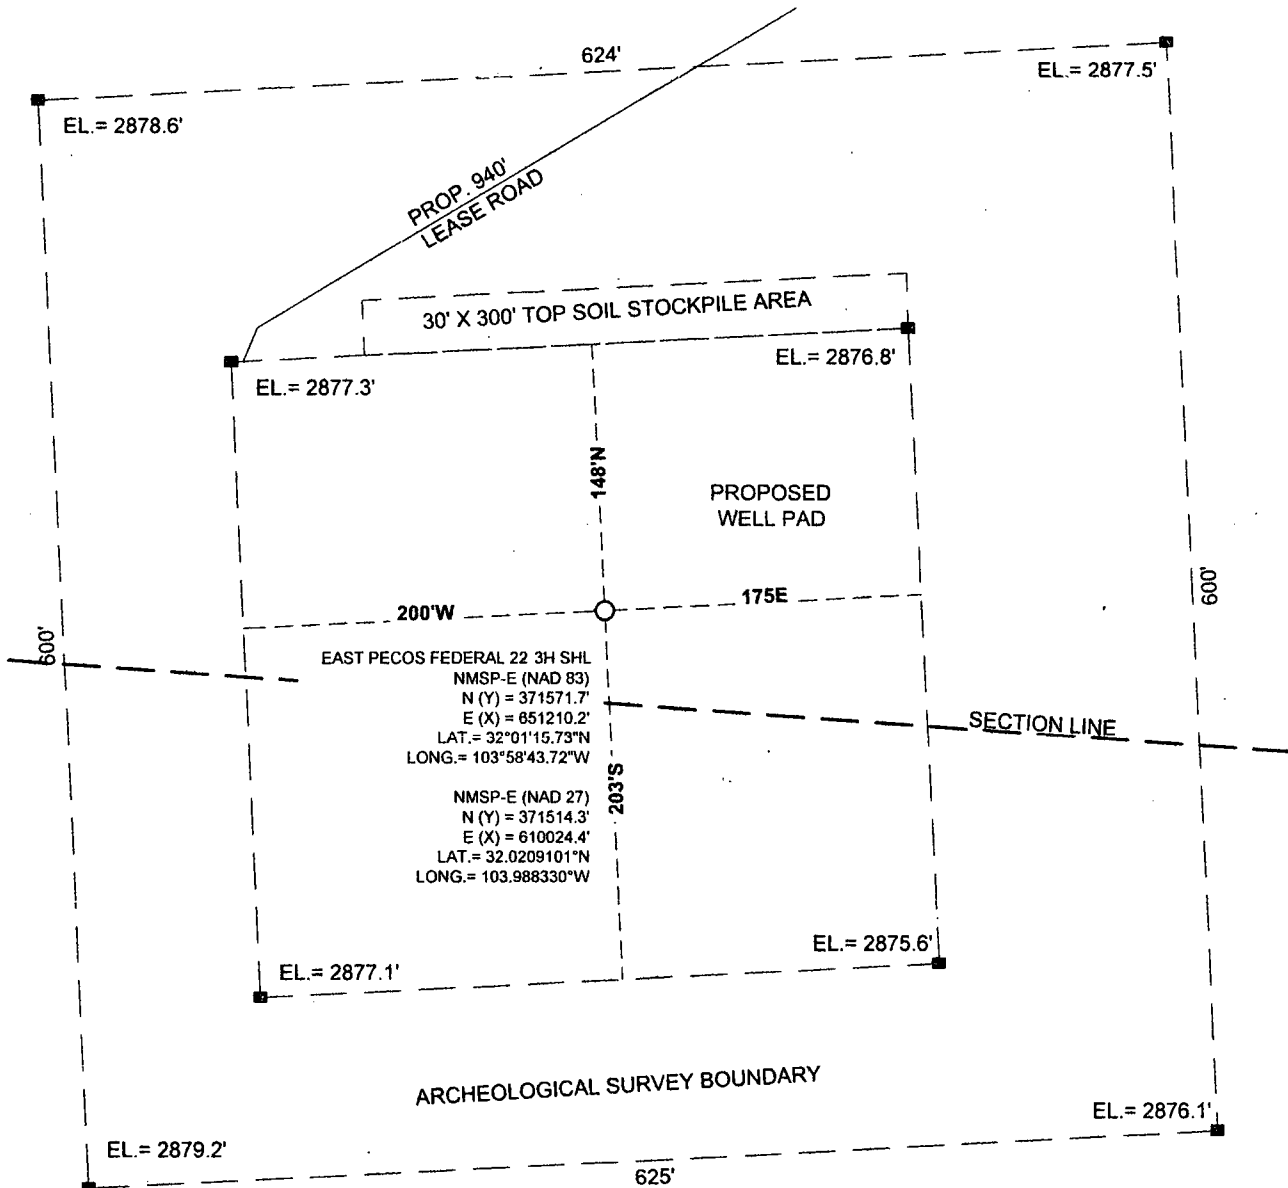 624'
EL.= 2877.5'
EL.= 2878.6'
PROP. 940'
LEASE ROAD
30' X 300' TOP SOIL STOCKPILE AREA
EL.= 2877.3'
EL.= 2876.8'
148'N
PROPOSED
WELL PAD
200'W
175E
600'
600'
EAST PECOS FEDERAL 22 3H SHL
NMSP-E (NAD 83)
N (Y) = 371571.7'
E (X) = 651210.2'
LAT.= 32°01'15.73"N
LONG.= 103°58'43.72"W
SECTION LINE
203'S
NMSP-E (NAD 27)
N (Y) = 371514.3'
E (X) = 610024.4'
LAT.= 32.0209101°N
LONG.= 103.988330°W
EL.= 2877.1'
EL.= 2875.6'
ARCHEOLOGICAL SURVEY BOUNDARY
EL.= 2879.2'
EL.= 2876.1'
625'